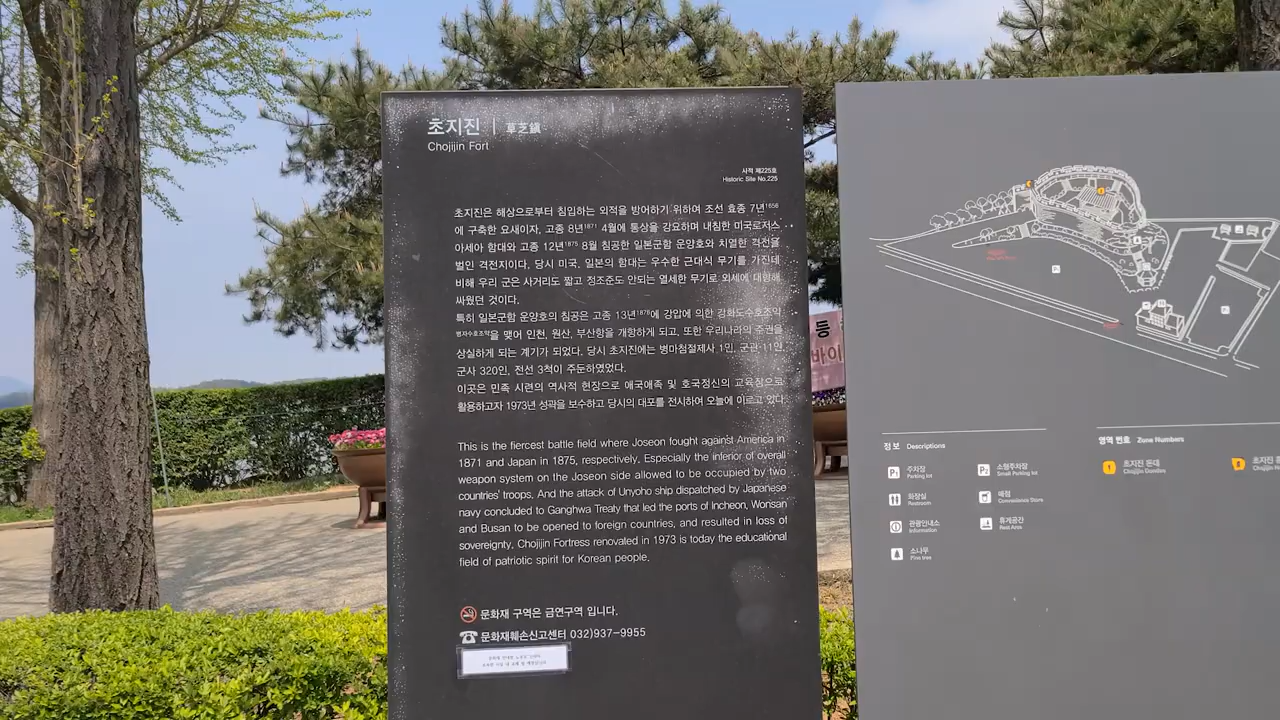 초지진 | 草芝鎭
Chojijin Fort
사적 제225호
Historic Site No.225
초지진은 해상으로부터 침입하는 외적을 방어하기 위하여 조선 효종 7년1656
에 구축한 요새이자, 고종 8년1871 4월에 통상을 강요하며 내침한 미국로저스
아세아 함대와 고종 12년1875 8월 침공한 일본군함 운양호와 치열한 격전을
벌인 격전지이다. 당시 미국, 일본의 함대는 우수한 근대식 무기를 가진데
비해 우리 군은 사거리도 짧고 정조준도 안되는 열세한 무기로 외세에 대항해
싸웠던 것이다.
특히 일본군함 운양호의 침공은 고종 13년1876에 강압에 의한 강화도수호조약
병자수호조약을 맺어 인천, 원산, 부산항을 개항하게 되고, 또한 우리나라의 주권을
상실하게 되는 계기가 되었다. 당시 초지진에는 병마첨절제사 1인, 군관 11인,
군사 320인, 전선 3척이 주둔하였었다.
이곳은 민족 시련의 역사적 현장으로 애국애족 및 호국정신의 교육장으로
활용하고자 1973년 성곽을 보수하고 당시의 대포를 전시하여 오늘에 이르고 있다.
This is the fiercest battle field where Joseon fought against America in
1871 and Japan in 1875, respectively. Especially the inferior of overall
weapon system on the Joseon side allowed to be occupied by two
countries' troops. And the attack of Unyoho ship dispatched by Japanese
navy concluded to Ganghwa Treaty that led the ports of Incheon, Wonsan
and Busan to be opened to foreign countries, and resulted in loss of
sovereignty. Chojijin Fortress renovated in 1973 is today the educational
field of patriotic spirit for Korean people.
문화재 구역은 금연구역 입니다.
문화재훼손신고센터 032)937-9955
등
바이
정보 Descriptions
P1 주차장
Parking lot
P2 소형주차장
Small Parking lot
화장실
Restroom
매점
Convenience Store
관광안내소
Information
휴게공간
Rest Area
소나무
Pine tree
영역 번호 Zone Numbers
1 초지진 돈대
Chojijin Dondae
초지진